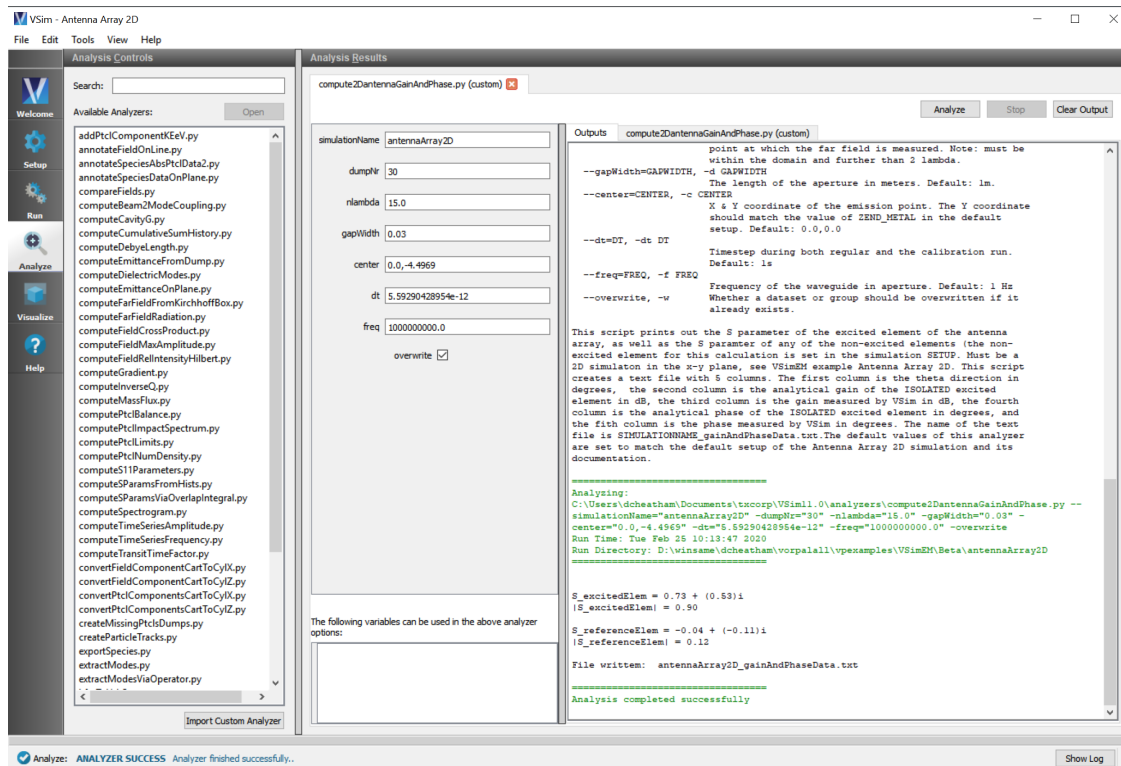 VSim - Antenna Array 2D
File Edit Tools View Help
Welcome
Setup
Run
Analyze
Visualize
Help
Analysis Controls
Search:
Available Analyzers:
Open
addPtclComponentKEeV.py
annotateFieldOnLine.py
annotateSpeciesAbsPtclData2.py
annotateSpeciesDataOnPlane.py
compareFields.py
computeBeam2ModeCoupling.py
computeCavityG.py
computeCumulativeSumHistory.py
computeDebyeLength.py
computeEmittanceFromDump.py
computeDielectricModes.py
computeEmittanceOnPlane.py
computeFarFieldFromKirchhoffBox.py
computeFarFieldRadiation.py
computeFieldCrossProduct.py
computeFieldMaxAmplitude.py
computeFieldRelIntensityHilbert.py
computeGradient.py
computeInverseQ.py
computeMassFlux.py
computePtclBalance.py
computePtclImpactSpectrum.py
computePtclLimits.py
computePtclNumDensity.py
computeS11Parameters.py
computeSParamsFromHists.py
computeSParamsViaOverlapIntegral.py
computeSpectrogram.py
computeTimeSeriesAmplitude.py
computeTimeSeriesFrequency.py
computeTransitTimeFactor.py
convertFieldComponentCartToCylX.py
convertFieldComponentCartToCylZ.py
convertPtclComponentsCartToCylX.py
convertPtclComponentsCartToCylZ.py
createMissingPtclsDumps.py
createParticleTracks.py
exportSpecies.py
extractModes.py
extractModesViaOperator.py
Import Custom Analyzer
Analysis Results
compute2DantennaGainAndPhase.py (custom)
Analyze
Stop
Clear Output
simulationName antennaArray2D
dumpNr 30
nlambda 15.0
gapWidth 0.03
center 0.0,-4.4969
dt 5.59290428954e-12
freq 1000000000.0
overwrite
The following variables can be used in the above analyzer
options:
Outputs compute2DantennaGainAndPhase.py (custom)
point at which the far field is measured. Note: must be
within the domain and further than 2 lambda.
--gapWidth=GAPWIDTH, -d GAPWIDTH
The length of the aperture in meters. Default: 1m.
--center=CENTER, -c CENTER
X & Y coordinate of the emission point. The Y coordinate
should match the value of ZEND_METAL in the default
setup. Default: 0.0,0.0
--dt=DT, -dt DT
Timestep during both regular and the calibration run.
Default: 1s
--freq=FREQ, -f FREQ
Frequency of the waveguide in aperture. Default: 1 Hz
--overwrite, -w Whether a dataset or group should be overwritten if it
already exists.
This script prints out the S parameter of the excited element of the antenna
array, as well as the S paramter of any of the non-excited elements (the non-
excited element for this calculation is set in the simulation SETUP. Must be a
2D simulaton in the x-y plane, see VSimEM example Antenna Array 2D. This script
creates a text file with 5 columns. The first column is the theta direction in
degrees, the second column is the analytical gain of the ISOLATED excited
element in dB, the third column is the gain measured by VSim in dB, the fourth
column is the analytical phase of the ISOLATED excited element in degrees, and
the fith column is the phase measured by VSim in degrees. The name of the text
file is SIMULATIONNAME_gainAndPhaseData.txt.The default values of this analyzer
are set to match the default setup of the Antenna Array 2D simulation and its
documentation.
==================================
Analyzing:
C:\Users\dcheatham\Documents\txcorp\VSim11.0\analyzers\compute2DantennaGainAndPhase.py --
simulationName="antennaArray2D" -dumpNr="30" -nlambda="15.0" -gapWidth="0.03" -
center="0.0,-4.4969" -dt="5.59290428954e-12" -freq="1000000000.0" -overwrite
Run Time: Tue Feb 25 10:13:47 2020
Run Directory: D:\winsame\dcheatham\vorpalall\vpexamples\VSimEM\Beta\antennaArray2D
==================================
S_excitedElem = 0.73 + (0.53)i
|S_excitedElem| = 0.90
S_referenceElem = -0.04 + (-0.11)i
|S_referenceElem| = 0.12
File writtem: antennaArray2D_gainAndPhaseData.txt
==================================
Analysis completed successfully
Analyze: ANALYZER SUCCESS Analyzer finished successfully..
Show Log